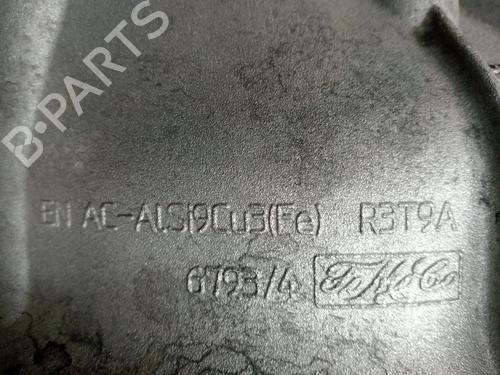 B-PARTS
EN AC-AlSi9Cu3(Fe) R3T9A
6793/4 FoMoCo